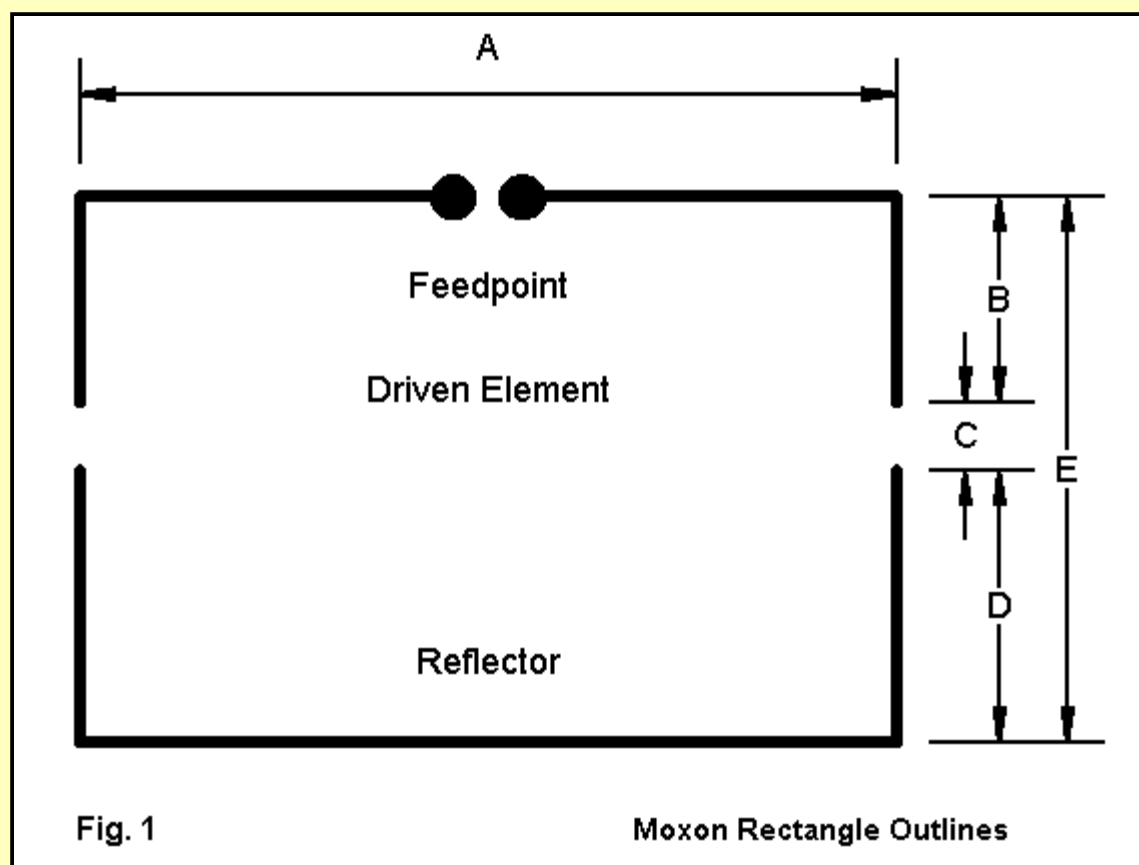 A
Feedpoint
B
Driven Element
C
E
D
Reflector
Fig. 1
Moxon Rectangle Outlines